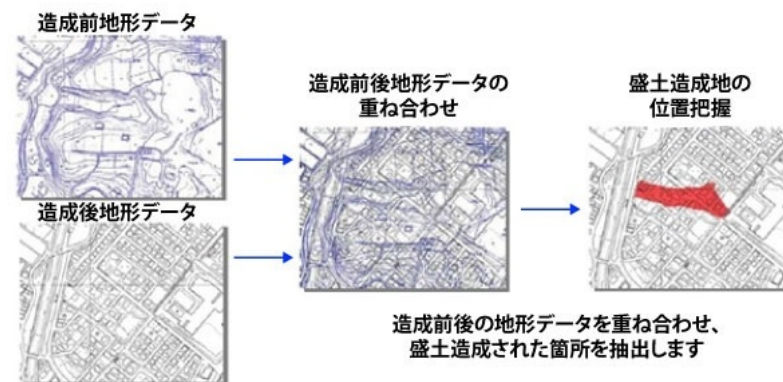 造成前地形データ
造成後地形データ
造成前後地形データの
重ね合わせ
盛土造成地の
位置把握
造成前後の地形データを重ね合わせ、
盛土造成された箇所を抽出します